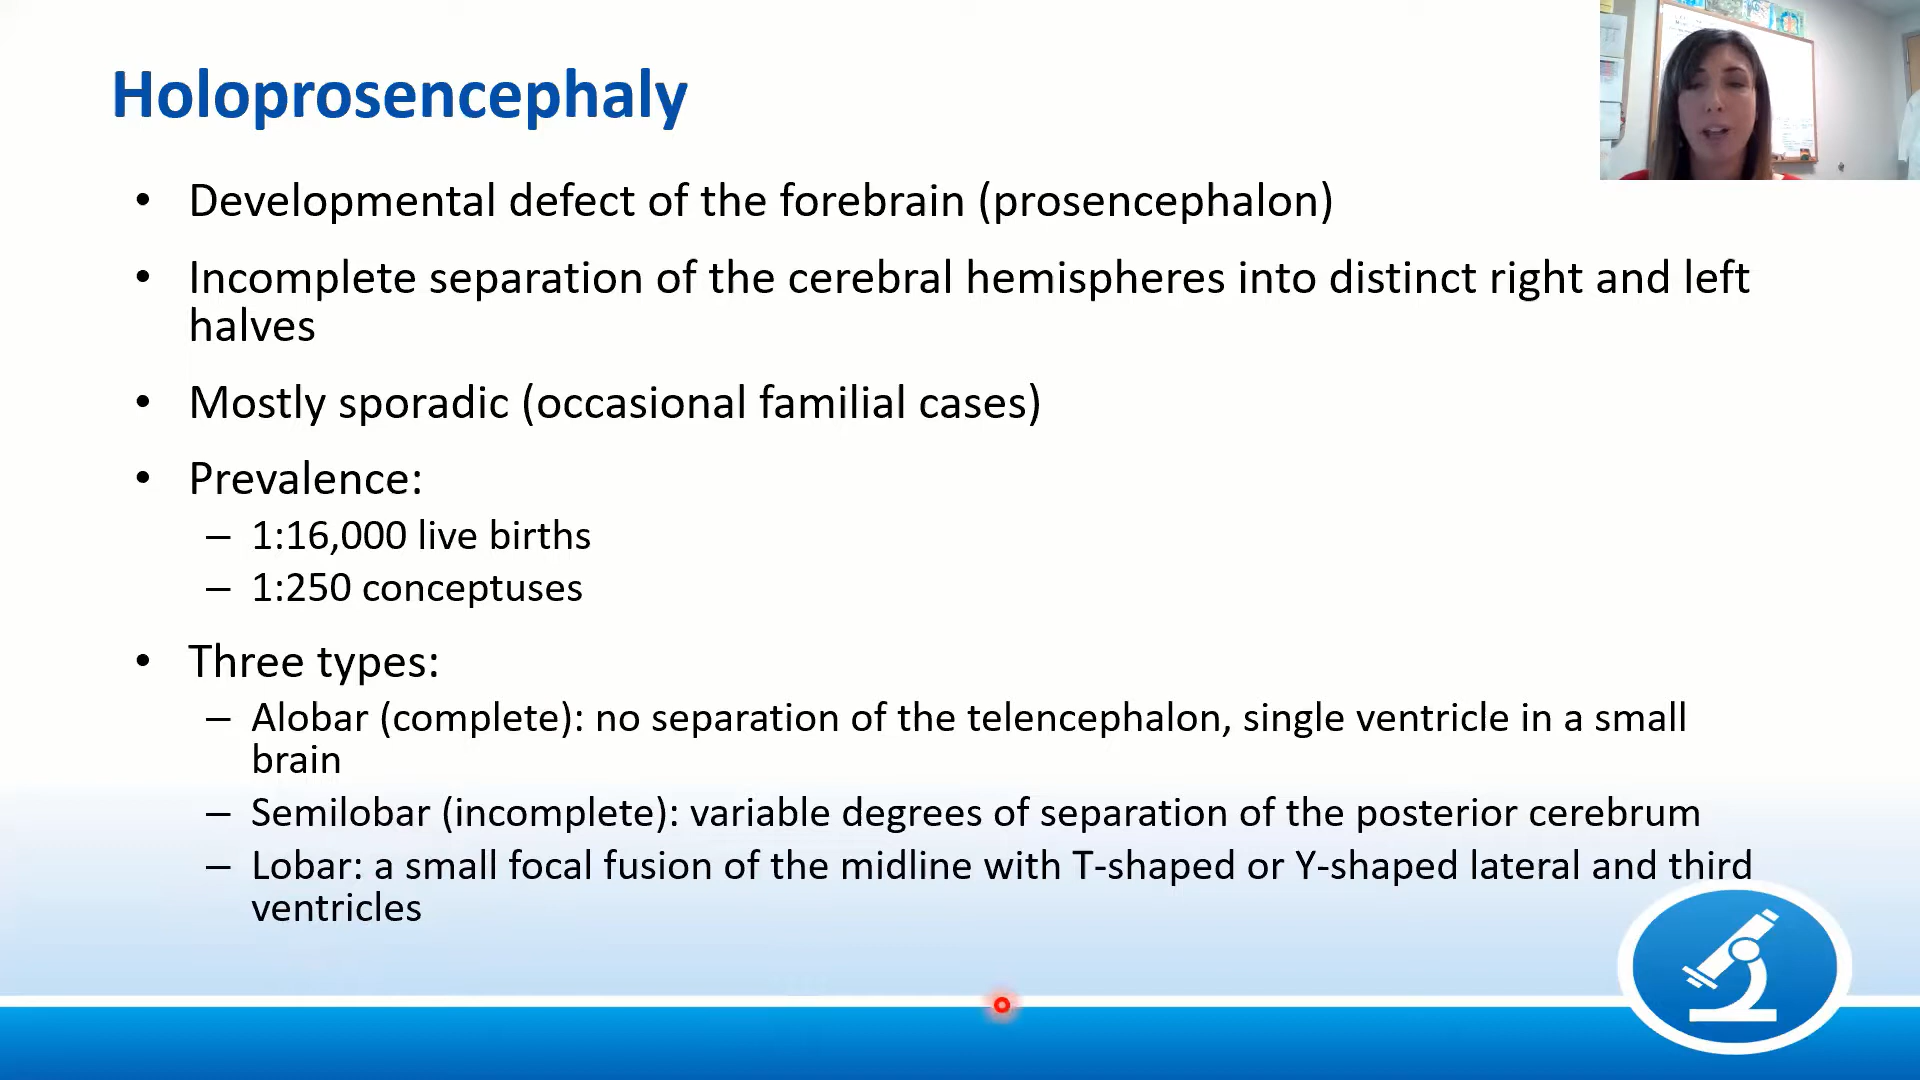 Holoprosencephaly
• Developmental defect of the forebrain (prosencephalon)
• Incomplete separation of the cerebral hemispheres into distinct right and left
halves
• Mostly sporadic (occasional familial cases)
• Prevalence:
– 1:16,000 live births
– 1:250 conceptuses
• Three types:
– Alobar (complete): no separation of the telencephalon, single ventricle in a small
brain
– Semilobar (incomplete): variable degrees of separation of the posterior cerebrum
– Lobar: a small focal fusion of the midline with T-shaped or Y-shaped lateral and third
ventricles